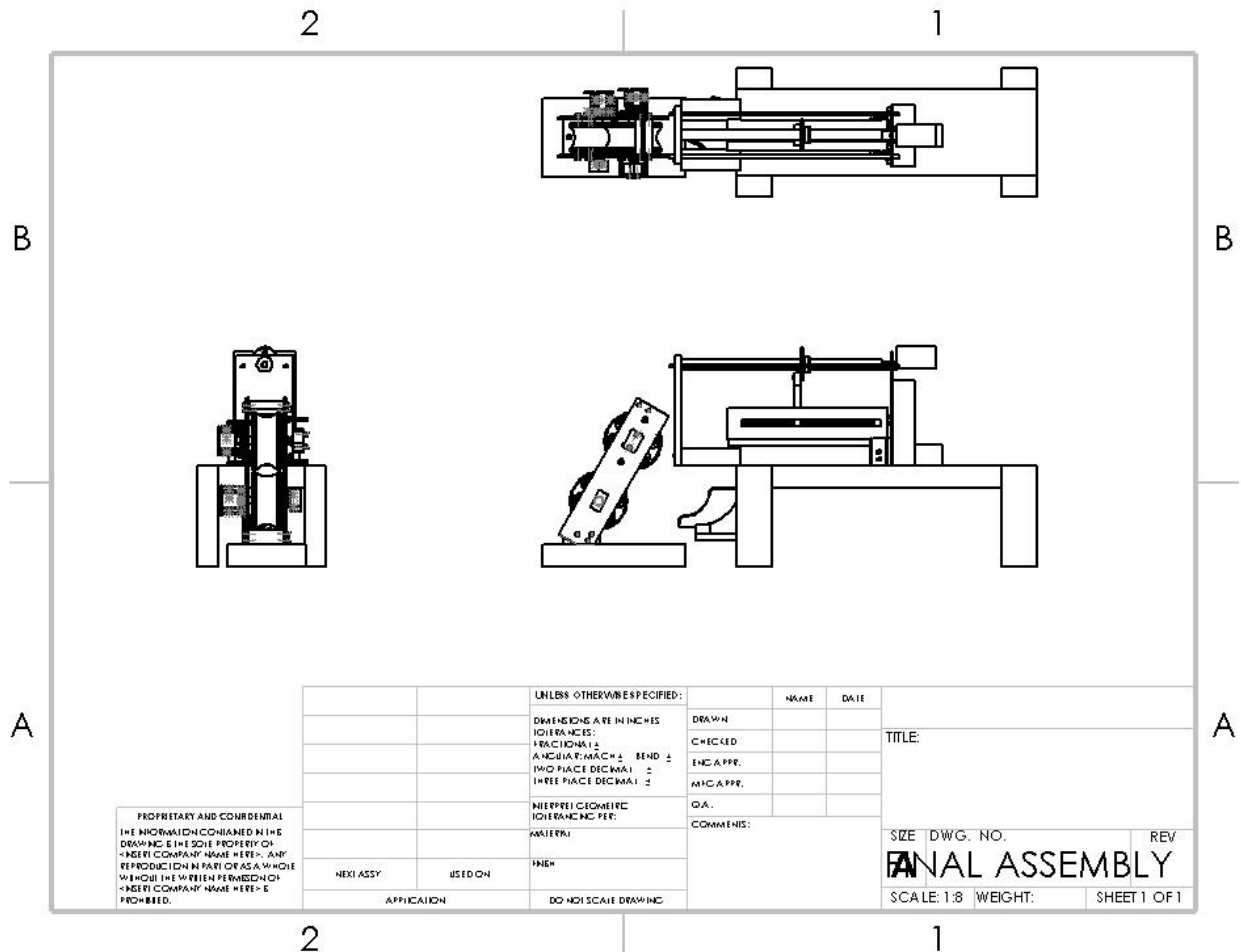 2 1
B B
A A
UNLESS OTHERWISE SPECIFIED:
DIMENSIONS ARE IN INCHES
TOLERANCES:
FRACTIONAL ±
ANGULAR: MACH ± BEND ±
TWO PLACE DECIMAL ±
THREE PLACE DECIMAL ±
INTERPRET GEOMETRIC
TOLERANCING PER:
MATERIAL
FINISH
DO NOT SCALE DRAWING
NAME DATE
DRAWN
CHECKED
ENG APPR.
MFG APPR.
Q.A.
COMMENTS:
PROPRIETARY AND CONFIDENTIAL
THE INFORMATION CONTAINED IN THIS
DRAWING IS THE SOLE PROPERTY OF
<INSERT COMPANY NAME HERE>. ANY
REPRODUCTION IN PART OR AS A WHOLE
WITHOUT THE WRITTEN PERMISSION OF
<INSERT COMPANY NAME HERE> IS
PROHIBITED.
NEXT ASSY USED ON
APPLICATION
TITLE:
SIZE DWG. NO. REV
A FINAL ASSEMBLY
SCALE: 1:8 WEIGHT: SHEET 1 OF 1
2 1